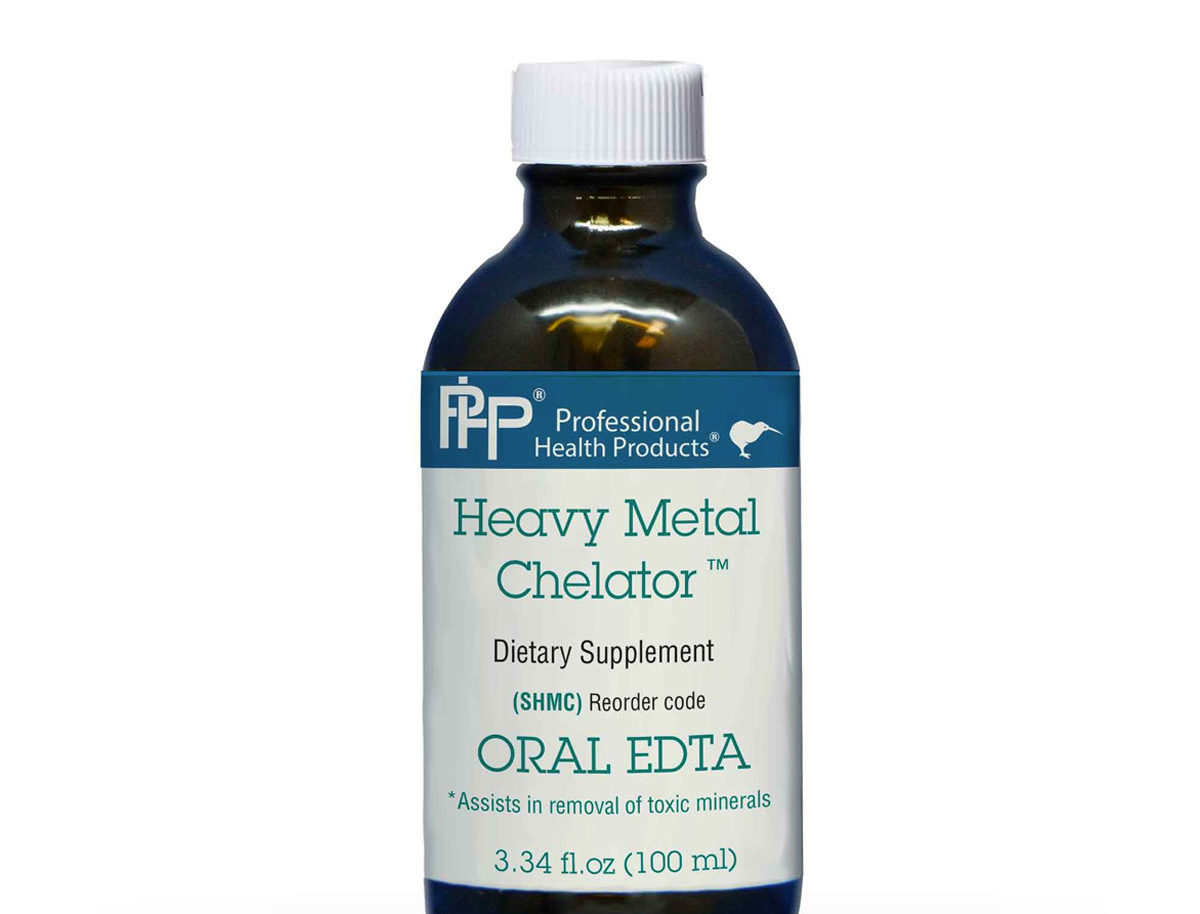 PHP®
Professional
Health Products®
Heavy Metal
Chelator™
Dietary Supplement
(SHMC) Reorder code
ORAL EDTA
*Assists in removal of toxic minerals
3.34 fl.oz (100 ml)